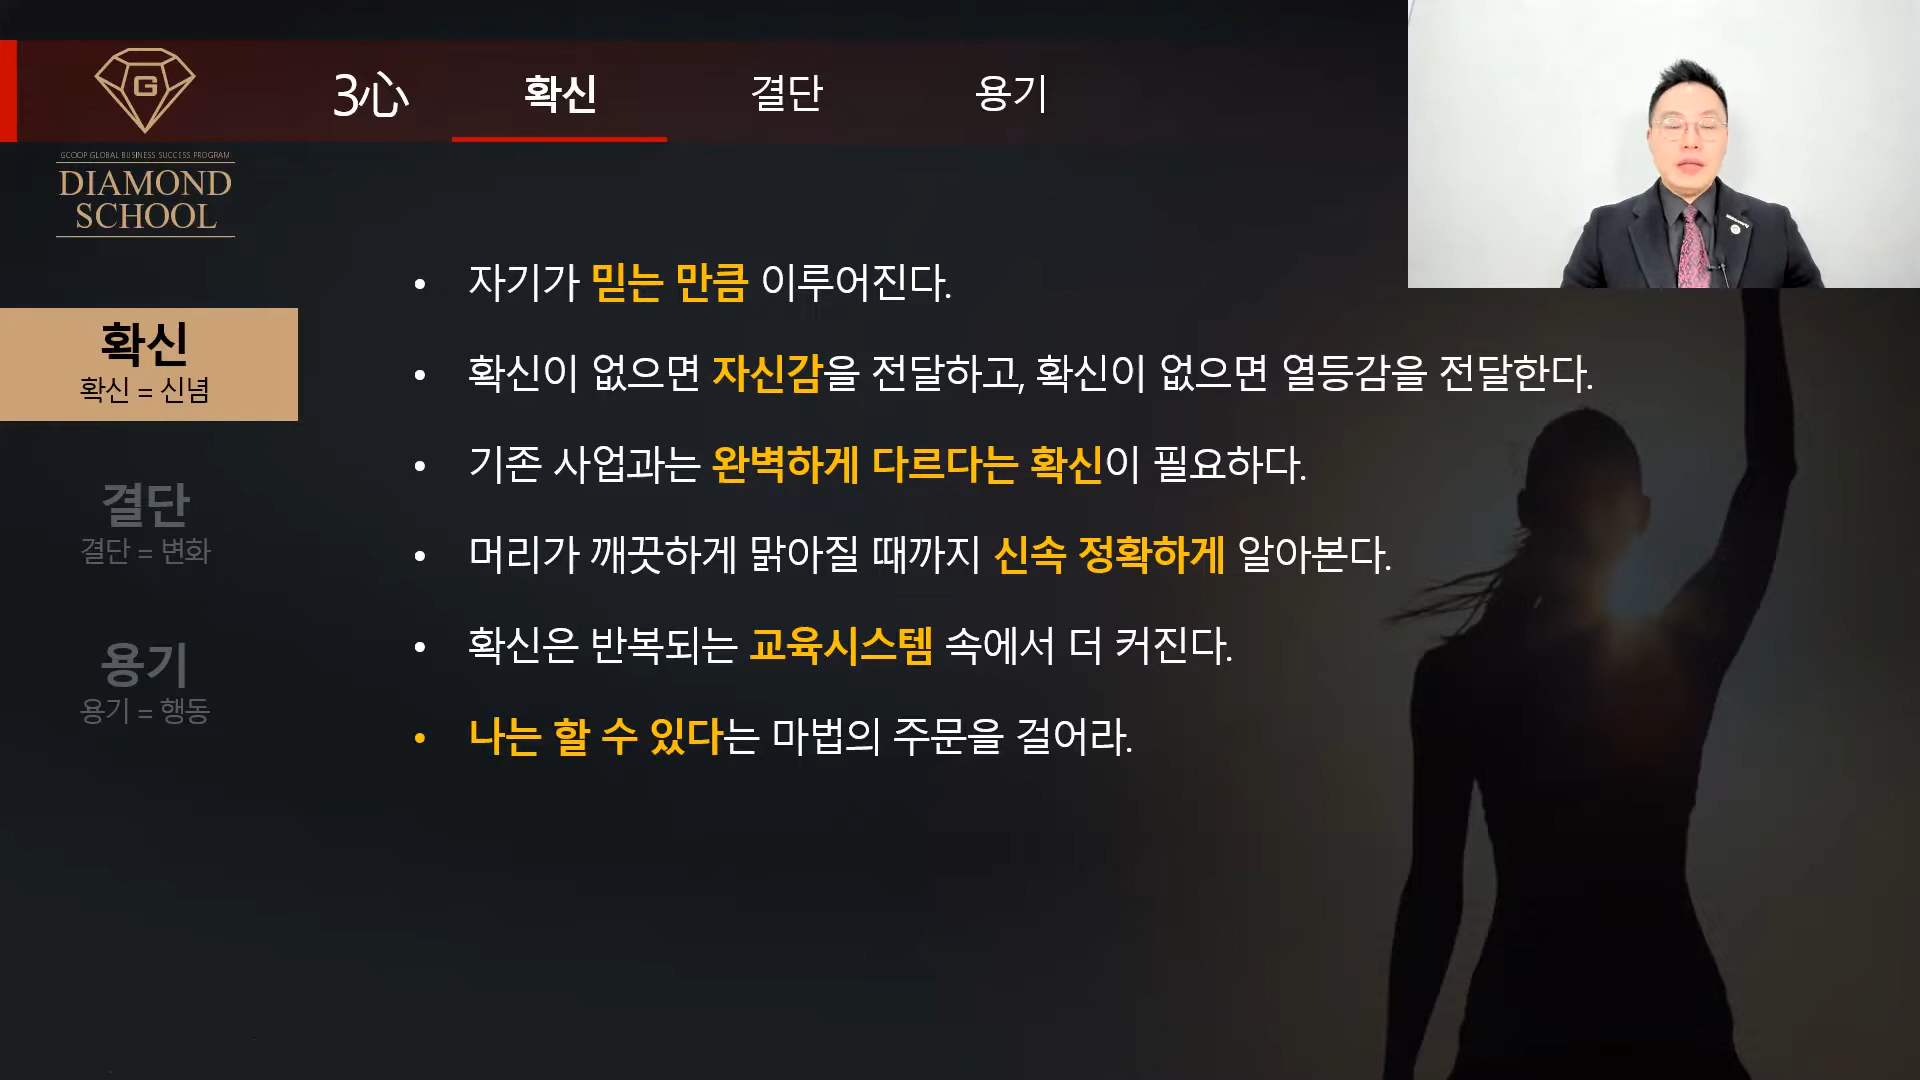 3心
확신
결단
용기
G
GCOOP GLOBAL BUSINESS SUCCESS PROGRAM
DIAMOND
SCHOOL
확신
확신 = 신념
결단
결단 = 변화
용기
용기 = 행동
• 자기가 믿는 만큼 이루어진다.
• 확신이 없으면 자신감을 전달하고, 확신이 없으면 열등감을 전달한다.
• 기존 사업과는 완벽하게 다르다는 확신이 필요하다.
• 머리가 깨끗하게 맑아질 때까지 신속 정확하게 알아본다.
• 확신은 반복되는 교육시스템 속에서 더 커진다.
• 나는 할 수 있다는 마법의 주문을 걸어라.